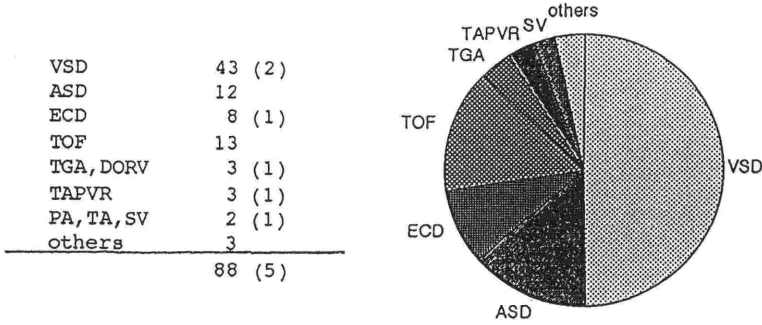 VSD 43 (2)
ASD 12
ECD 8 (1)
TOF 13
TGA,DORV 3 (1)
TAPVR 3 (1)
PA,TA,SV 2 (1)
others 3
88 (5)
others
SV
TAPVR
TGA
TOF
VSD
ECD
ASD